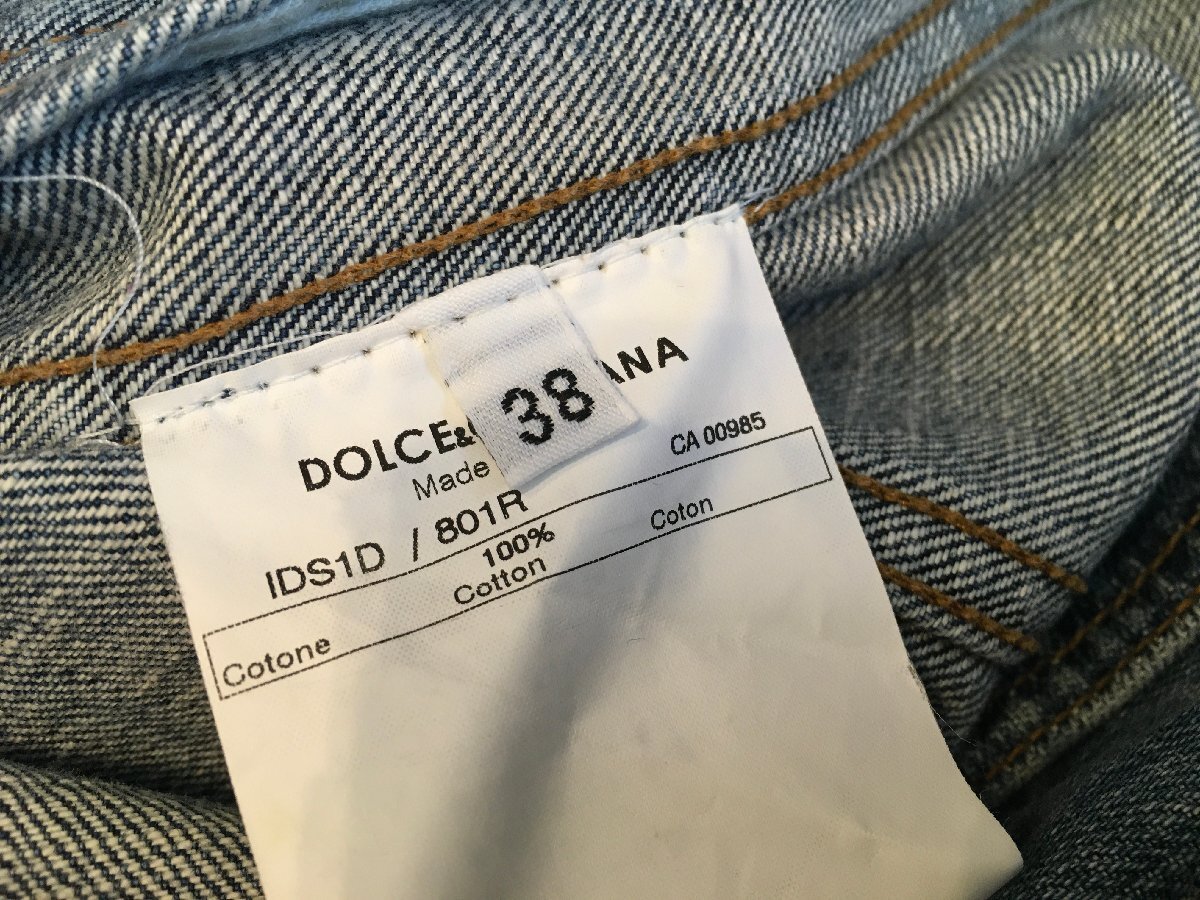 38
DOLCE& ANA
Made
CA 00985
IDS1D / 801R
100%
Cotone Cotton Coton